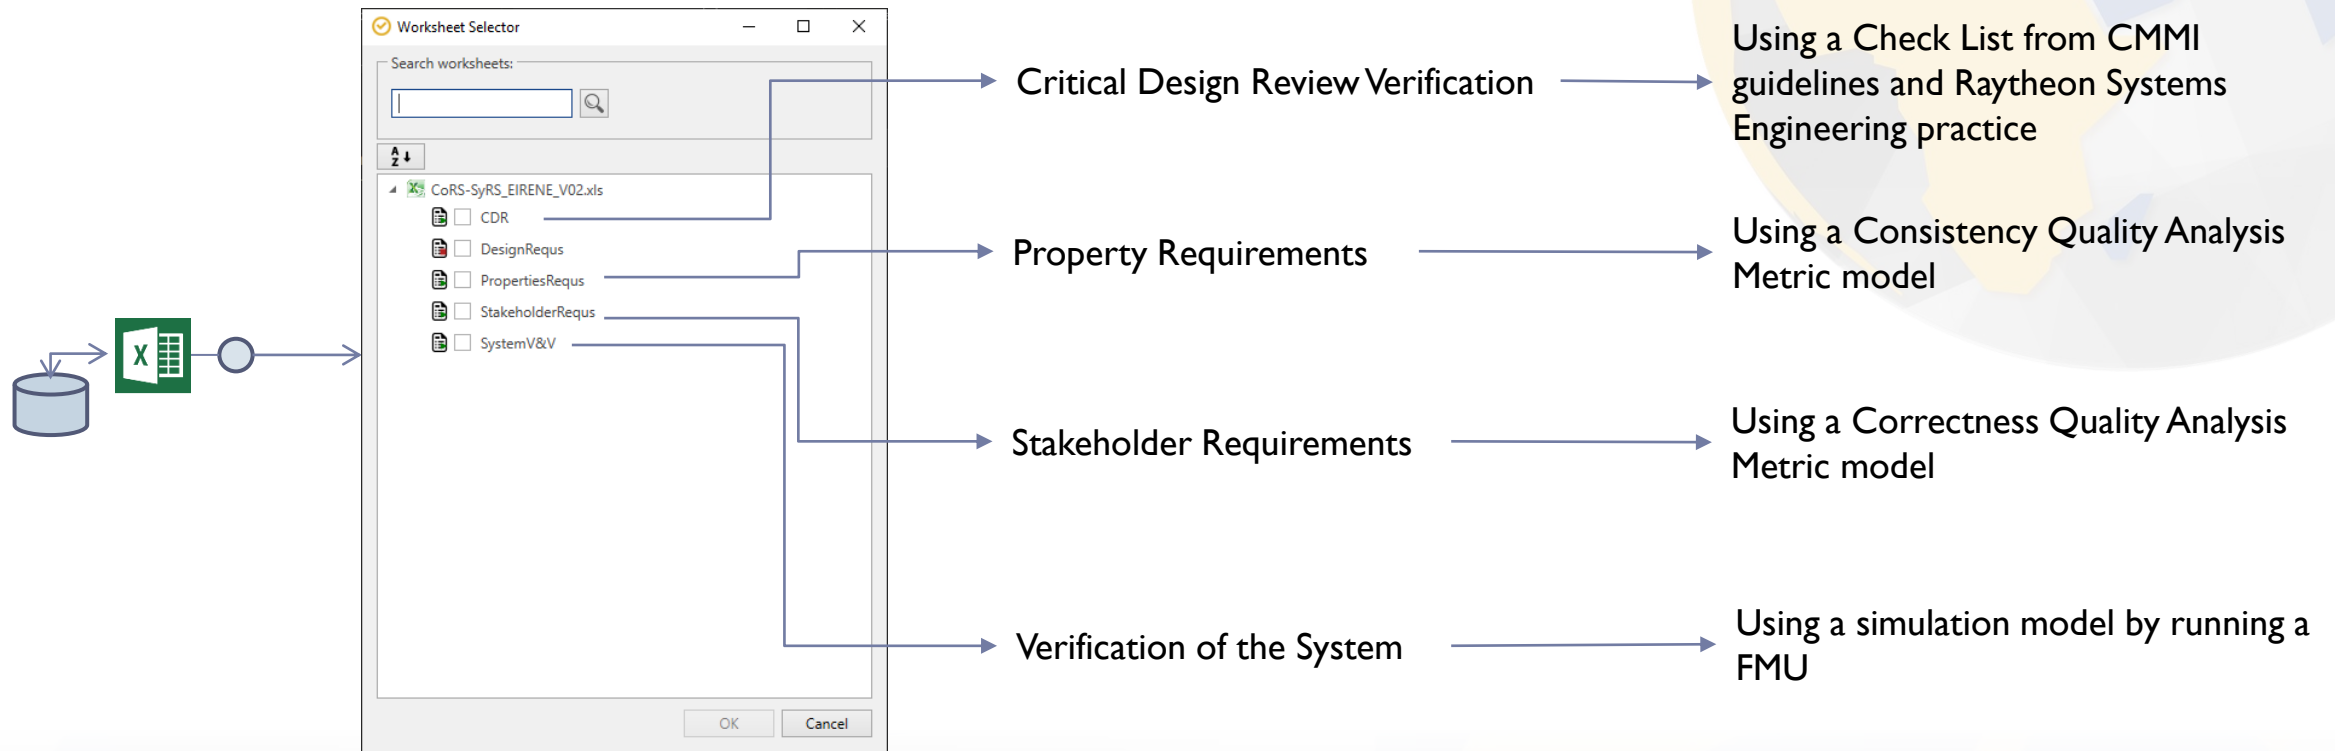 Worksheet Selector
Search worksheets:
A
Z
CoRS-SyRS_EIRENE_V02.xls
CDR
DesignRequs
PropertiesRequs
StakeholderRequs
SystemV&V
OK
Cancel
X
Critical Design Review Verification
Using a Check List from CMMI
guidelines and Raytheon Systems
Engineering practice
Property Requirements
Using a Consistency Quality Analysis
Metric model
Stakeholder Requirements
Using a Correctness Quality Analysis
Metric model
Verification of the System
Using a simulation model by running a
FMU